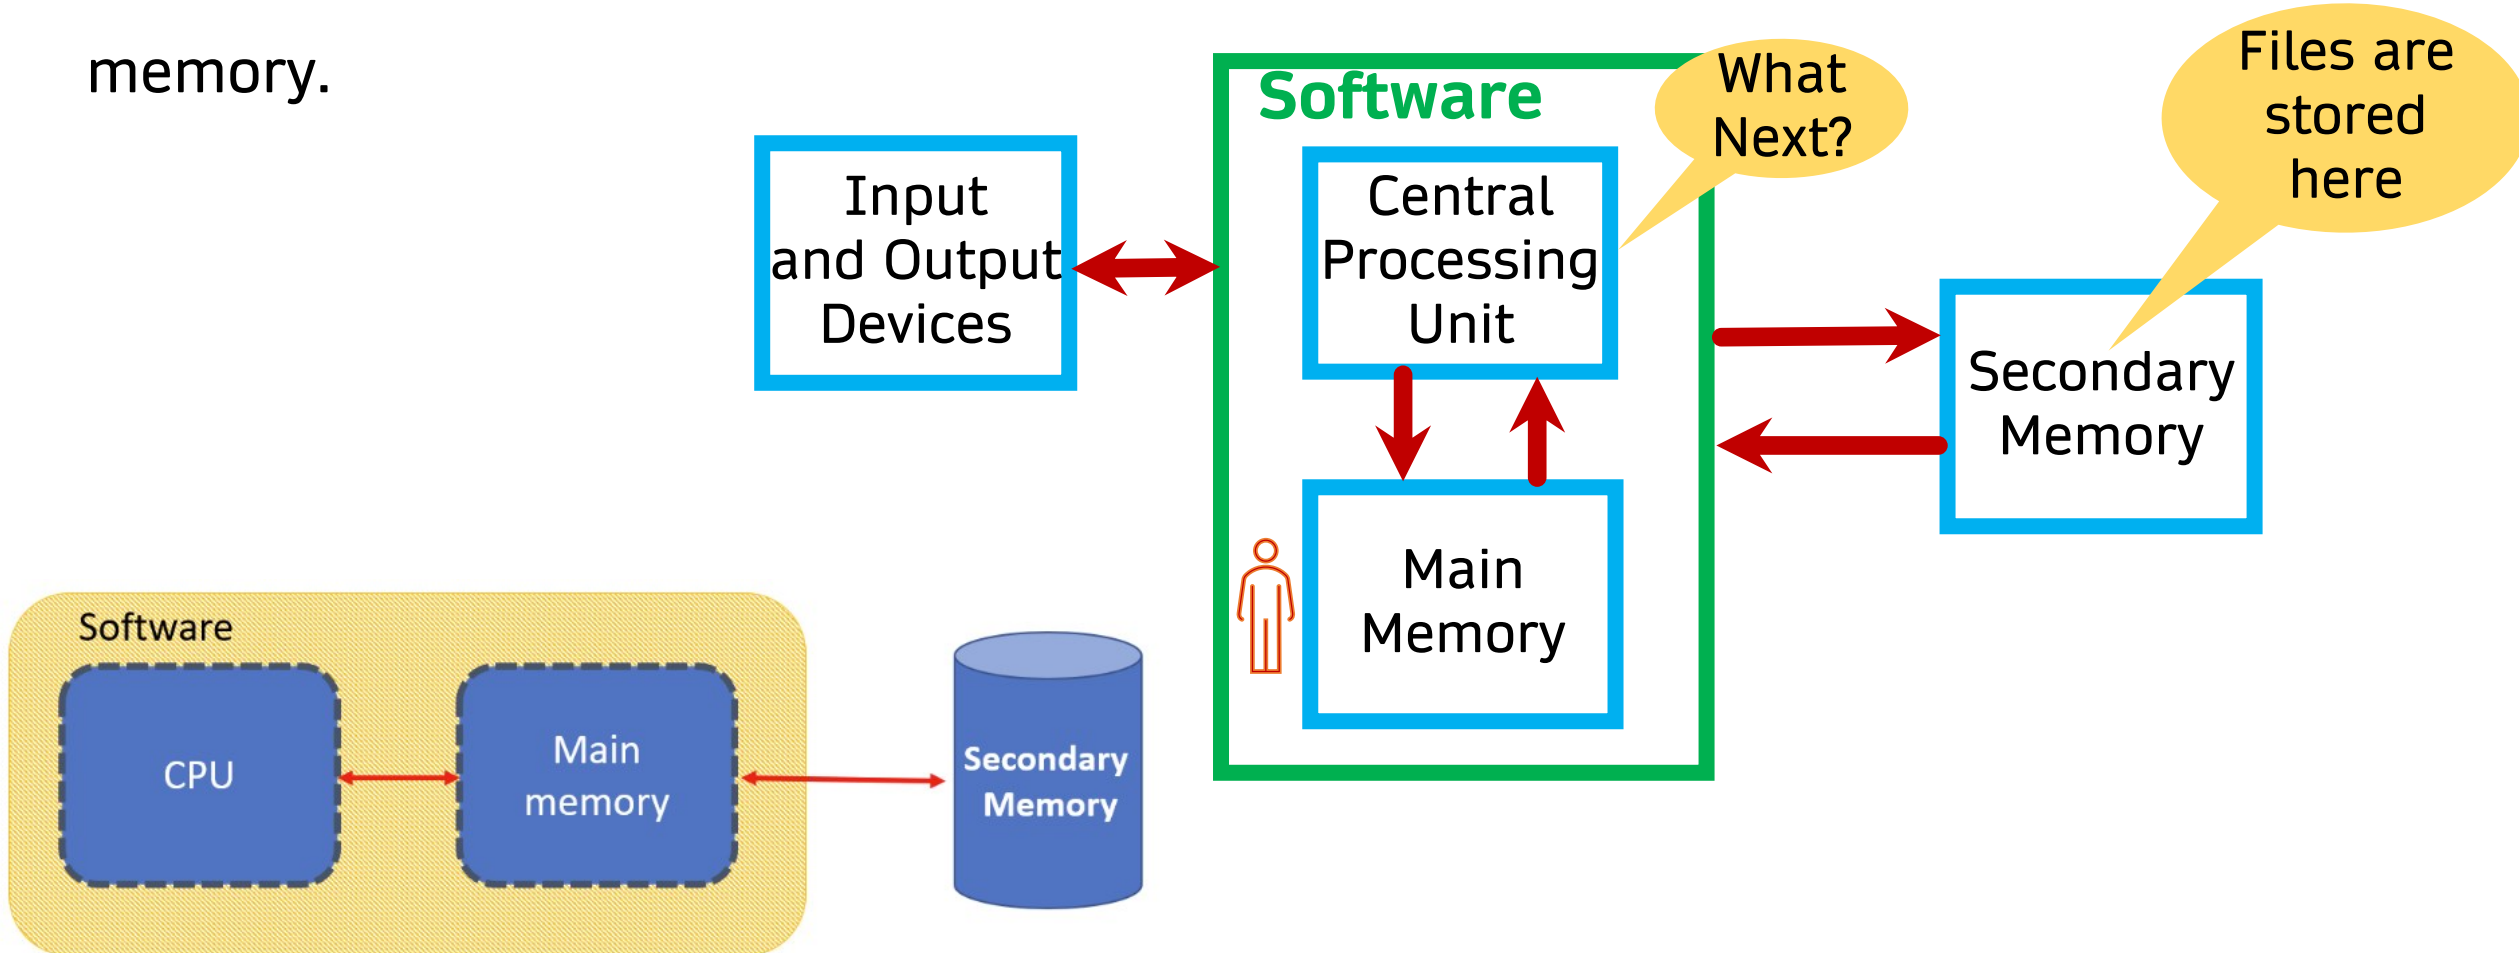 memory.
Software
What
Next?
Files are
stored
here
Input
and Output
Devices
Central
Processing
Unit
Secondary
Memory
Main
Memory
Software
CPU
Main
memory
Secondary
Memory